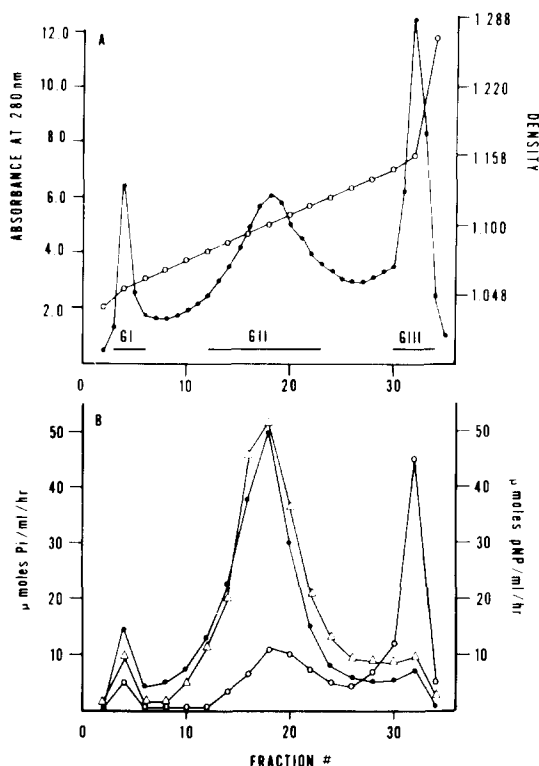 A
ABSORBANCE AT 280nm
12.0
10.0
8.0
6.0
4.0
2.0
DENSITY
1.288
1.220
1.158
1.100
1.048
GI
GII
GIII
0
10
20
30
B
μ moles Pi/ml/hr
50
40
30
20
10
μ moles pNP/ml/hr
50
40
30
20
10
0
10
20
30
FRACTION #